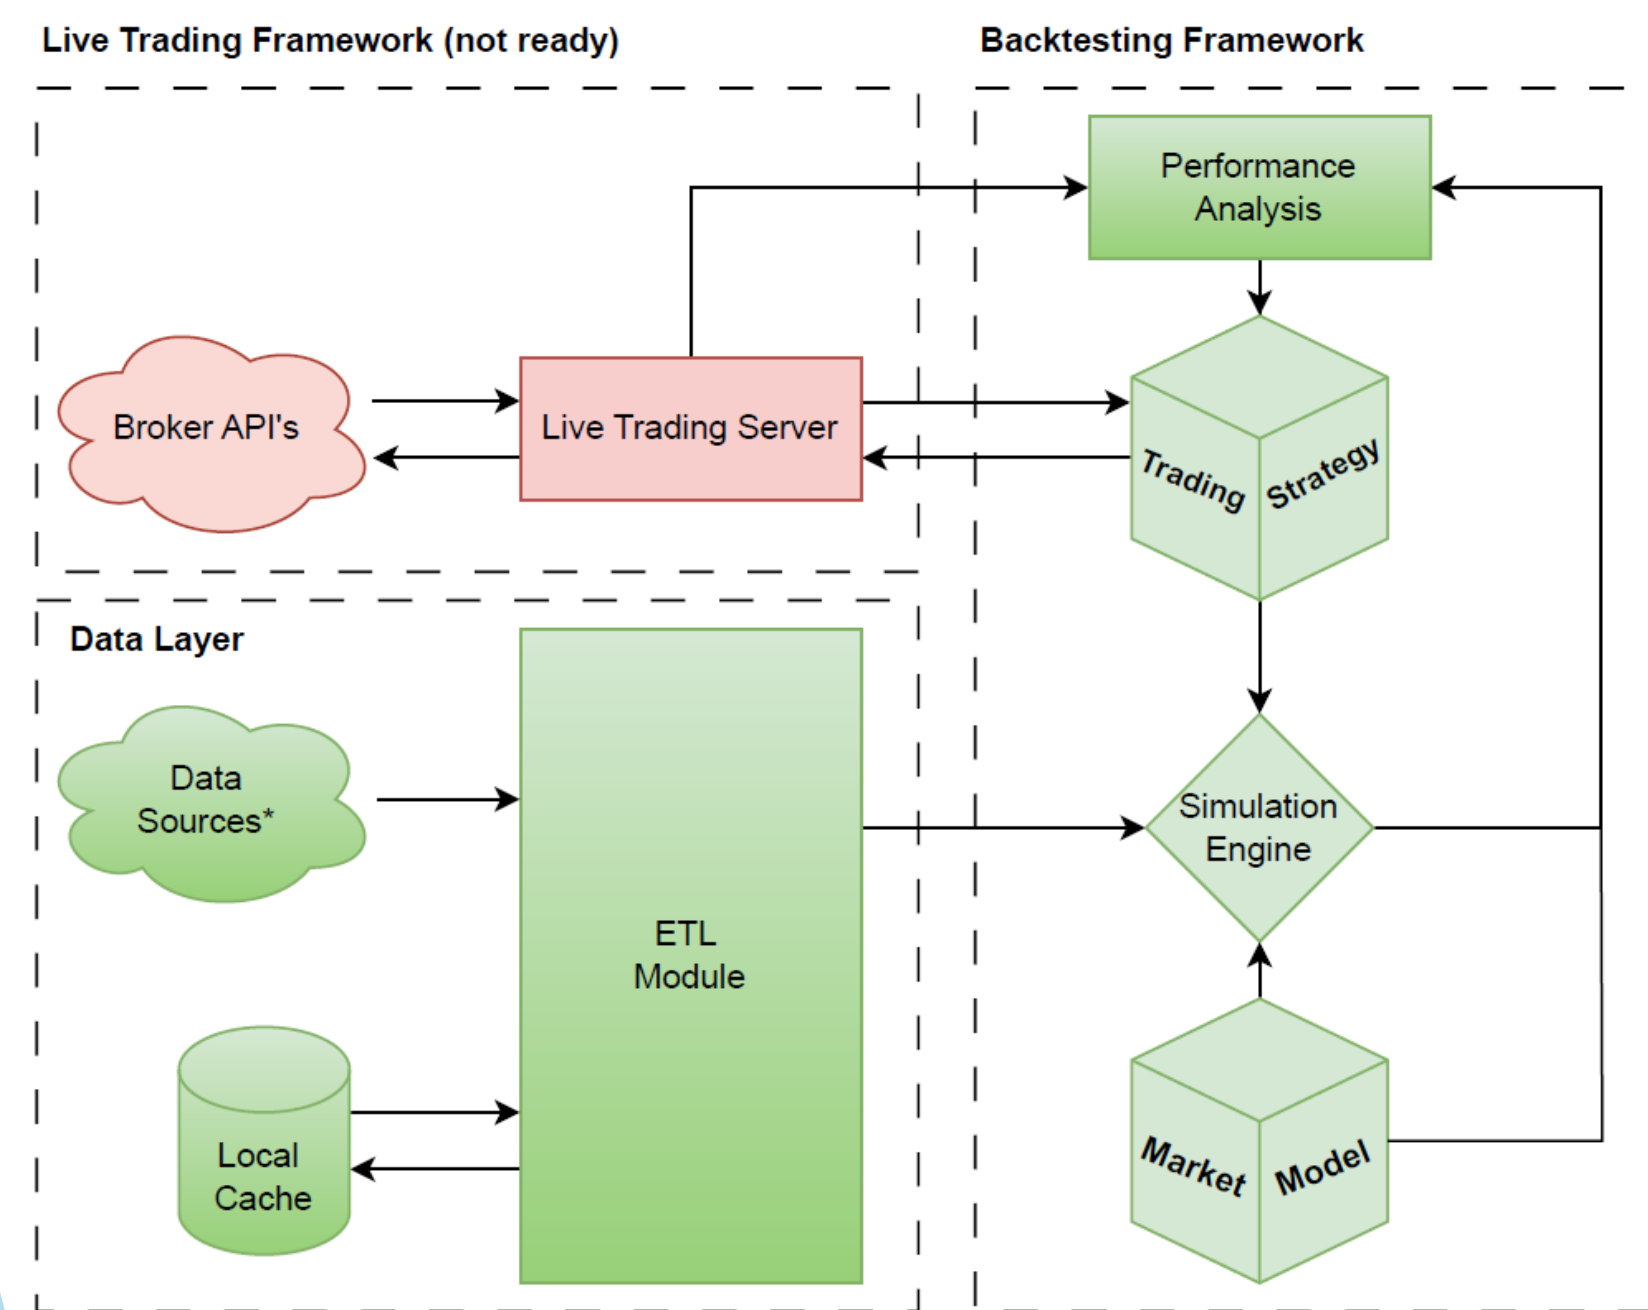 Live Trading Framework (not ready)
Backtesting Framework
Performance
Analysis
Broker API's
Live Trading Server
Trading
Strategy
Data Layer
Data
Sources*
Simulation
Engine
ETL
Module
Local
Cache
Market
Model